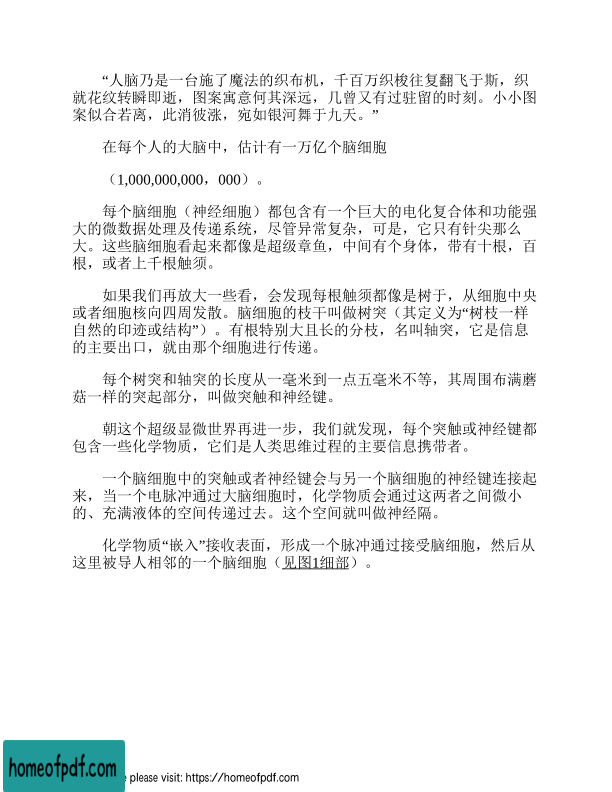 “人脑乃是一台施了魔法的织布机，千百万织梭往复翻飞于斯，织
就花纹转瞬即逝，图案寓意何其深远，几曾又有过驻留的时刻。小小图
案似合若离，此消彼涨，宛如银河舞于九天。”
在每个人的大脑中，估计有一万亿个脑细胞
（1,000,000,000，000）。
每个脑细胞（神经细胞）都包含有一个巨大的电化复合体和功能强
大的微数据处理及传递系统，尽管异常复杂，可是，它只有针尖那么
大。这些脑细胞看起来都像是超级章鱼，中间有个身体，带有十根，百
根，或者上千根触须。
如果我们再放大一些看，会发现每根触须都像是树于，从细胞中央
或者细胞核向四周发散。脑细胞的枝干叫做树突（其定义为“树枝一样
自然的印迹或结构”）。有根特别大且长的分枝，名叫轴突，它是信息
的主要出口，就由那个细胞进行传递。
每个树突和轴突的长度从一毫米到一点五毫米不等，其周围布满蘑
菇一样的突起部分，叫做突触和神经键。
朝这个超级显微世界再进一步，我们就发现，每个突触或神经键都
包含一些化学物质，它们是人类思维过程的主要信息携带者。
一个脑细胞中的突触或者神经键会与另一个脑细胞的神经键连接起
来，当一个电脉冲通过大脑细胞时，化学物质会通过这两者之间微小
的、充满液体的空间传递过去。这个空间就叫做神经隔。
化学物质“嵌入”接收表面，形成一个脉冲通过接受脑细胞，然后从
这里被导人相邻的一个脑细胞（见图1细部）。
homeofpdf.com
please visit: https://homeofpdf.com